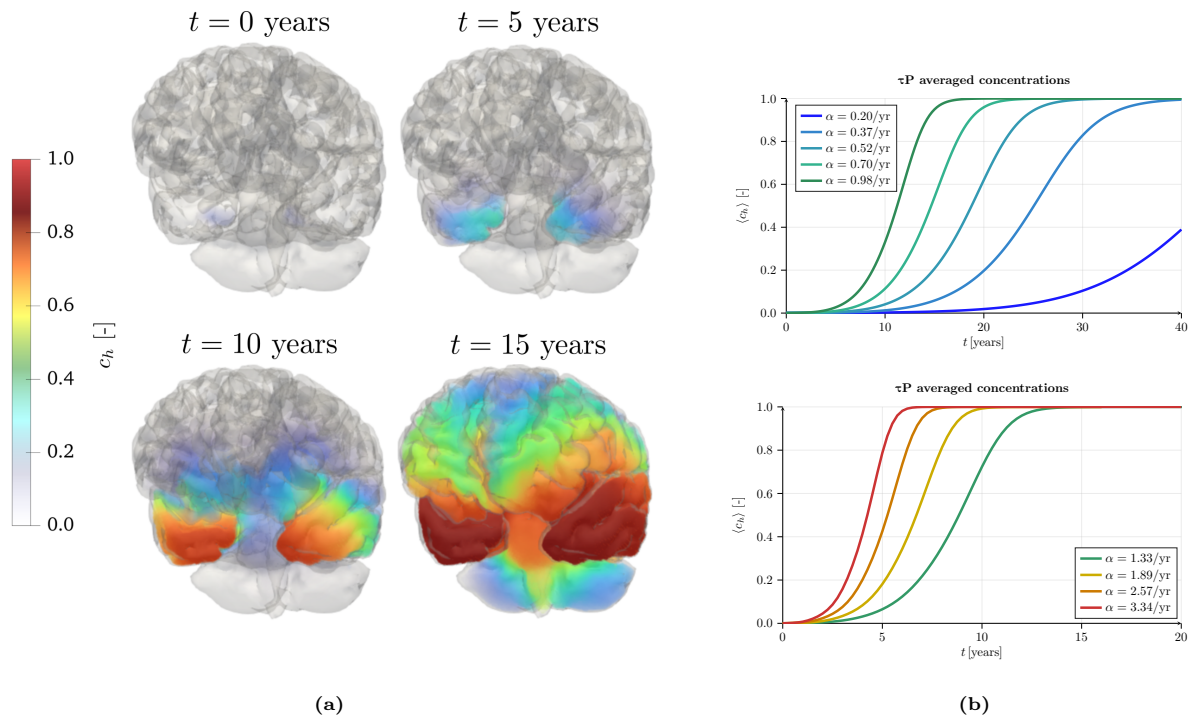 t = 0 years
t = 5 years
1.0
0.8
0.6
0.4
0.2
0.0
c_h [-]
t = 10 years
t = 15 years
(a)
τP averaged concentrations
1.0
0.8
0.6
0.4
0.2
0.0
⟨c_h⟩ [-]
α = 0.20/yr
α = 0.37/yr
α = 0.52/yr
α = 0.70/yr
α = 0.98/yr
0 10 20 30 40
t [years]
τP averaged concentrations
1.0
0.8
0.6
0.4
0.2
0.0
⟨c_h⟩ [-]
α = 1.33/yr
α = 1.89/yr
α = 2.57/yr
α = 3.34/yr
0 5 10 15 20
t [years]
(b)